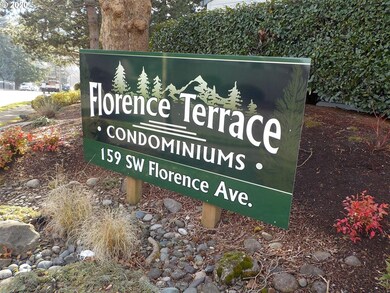 Florence Terrace
• CONDOMINIUMS •
159 SW Florence Ave.